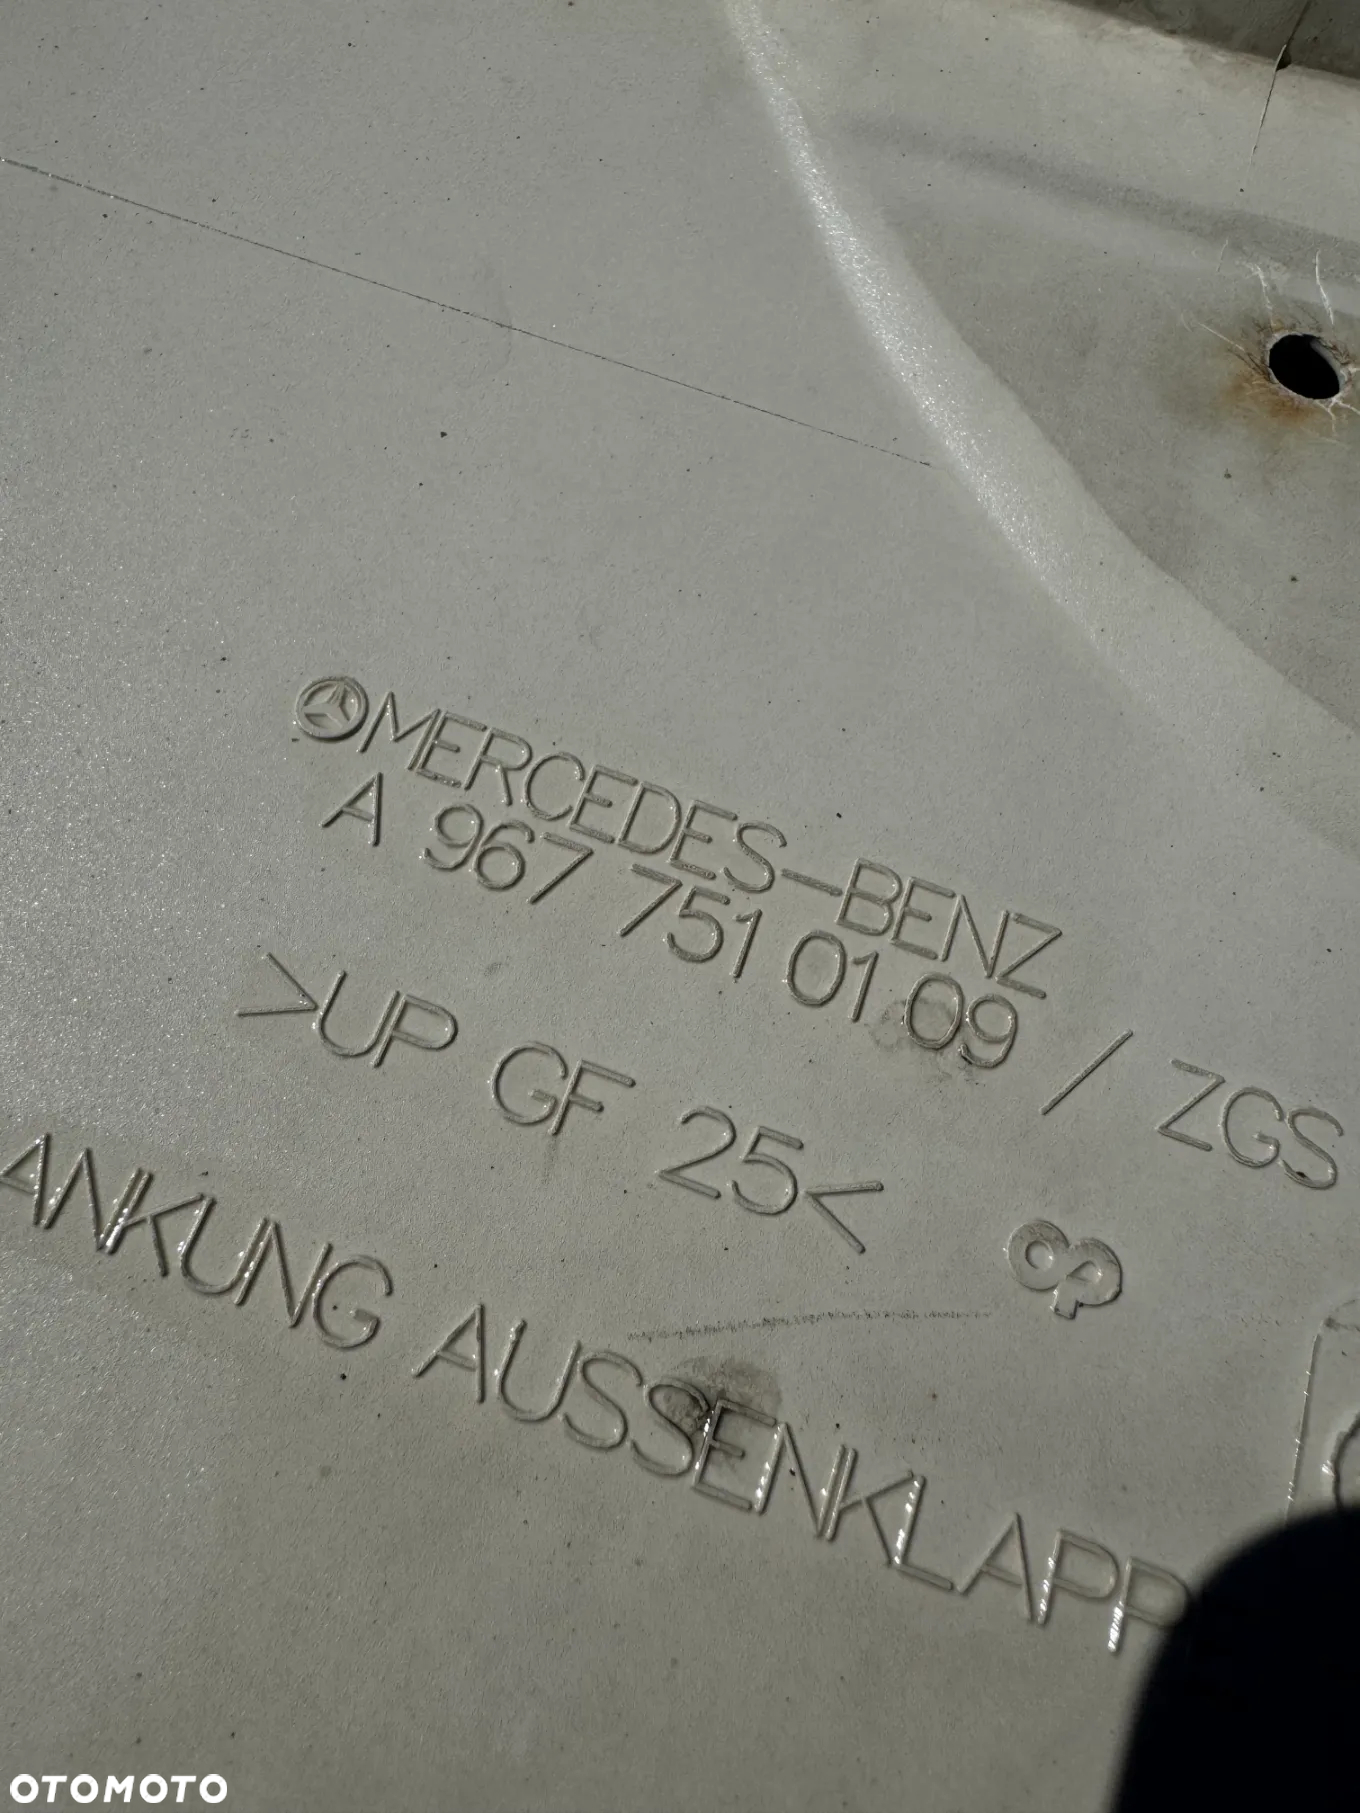 MERCEDES-BENZ
A 967 751 01 09 / ZGS
>UP GF 25<
ANKUNG AUSSENKLAPP
OTOMOTO